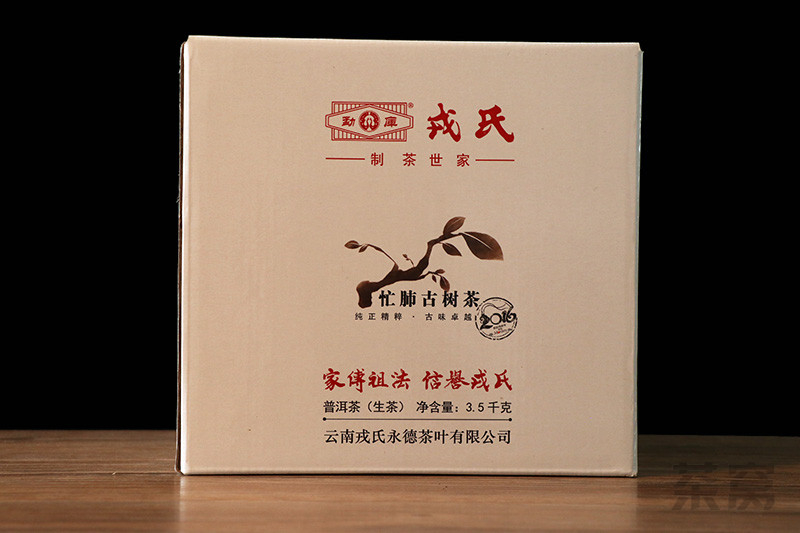 勐 庫 ® 戎氏
制茶世家
忙肺古树茶
纯正精粹 · 古味卓越
2016
家傅祖法 信誉戎氏
普洱茶（生茶） 净含量：3.5千克
云南戎氏永德茶叶有限公司
茶窝